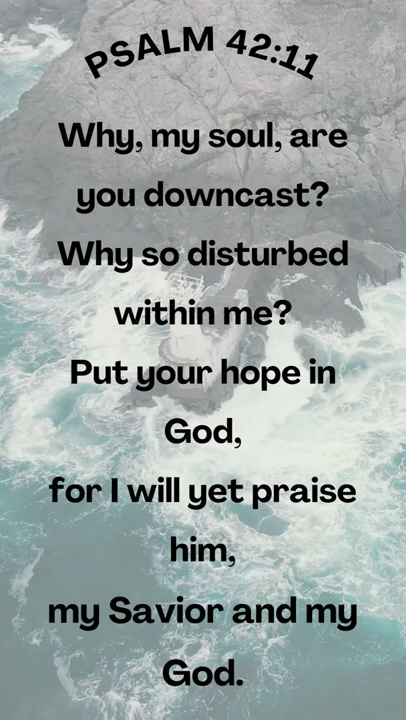 PSALM 42:11
Why, my soul, are
you downcast?
Why so disturbed
within me?
Put your hope in
God,
for I will yet praise
him,
my Savior and my
God.